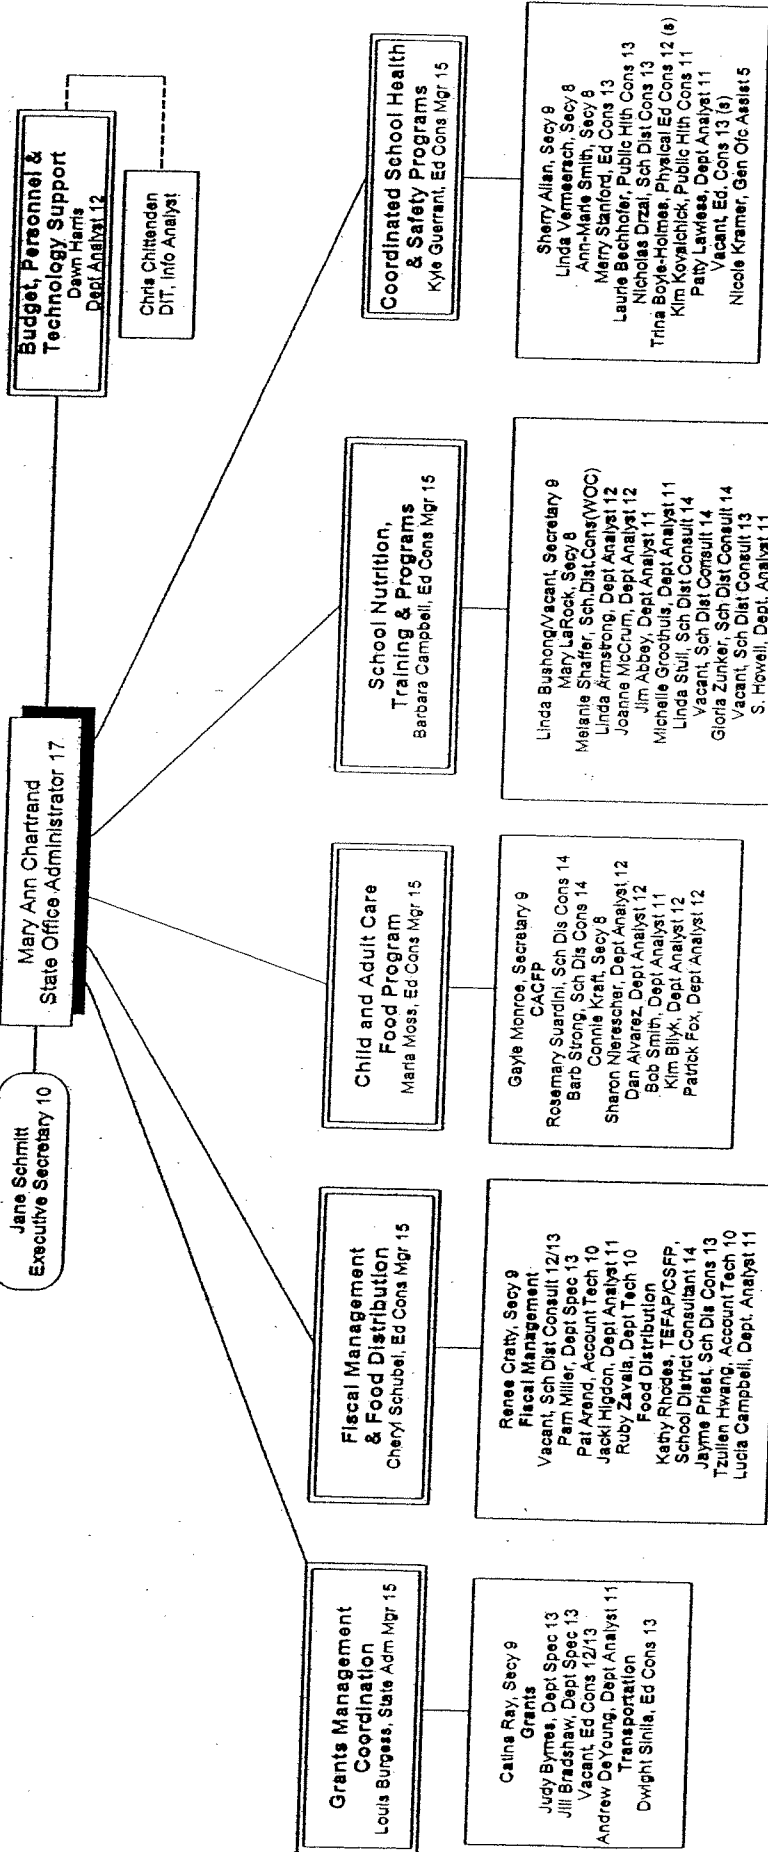 Jane Schmitt
Executive Secretary 10
Mary Ann Chartrand
State Office Administrator 17
Budget, Personnel &
Technology Support
Dawn Harris
Dept Analyst 12
Chris Chittenden
DIT, Info Analyst
Grants Management
Coordination
Louis Burgess, State Adm Mgr 15
Catina Ray, Secy 9
Grants
Judy Byrnes, Dept Spec 13
Jill Bradshaw, Dept Spec 13
Vacant, Ed Cons 12/13
Andrew DeYoung, Dept Analyst 11
Transportation
Dwight Sinila, Ed Cons 13
Fiscal Management
& Food Distribution
Cheryl Schubel, Ed Cons Mgr 15
Renee Cratty, Secy 9
Fiscal Management
Vacant, Sch Dist Consult 12/13
Pam Miller, Dept Spec 13
Pat Arend, Account Tech 10
Jacki Higdon, Dept Analyst 11
Ruby Zavala, Dept Tech 10
Food Distribution
Kathy Rhodes, TEFAP/CSFP,
School District Consultant 14
Jayme Priest, Sch Dis Cons 13
Tzulien Hwang, Account Tech 10
Lucia Campbell, Dept. Analyst 11
Child and Adult Care
Food Program
Marla Moss, Ed Cons Mgr 15
Gayle Monroe, Secretary 9
CACFP
Rosemary Suardini, Sch Dis Cons 14
Barb Strong, Sch Dis Cons 14
Connie Kraft, Secy 8
Sharon Nierescher, Dept Analyst, 12
Dan Alvarez, Dept Analyst 12
Bob Smith, Dept Analyst 11
Kim Bilyk, Dept Analyst 12
Patrick Fox, Dept Analyst 12
School Nutrition,
Training & Programs
Barbara Campbell, Ed Cons Mgr 15
Linda Bushong/Vacant, Secretary 9
Mary LaRock, Secy 8
Melanie Shaffer, Sch.Dist.Cons(WOC)
Linda Armstrong, Dept Analyst 12
Joanne McCrum, Dept Analyst 12
Jim Abbey, Dept Analyst 11
Michelle Groothuis, Dept Analyst 11
Linda Stull, Sch Dist Consult 14
Vacant, Sch Dist Consult 14
Gloria Zunker, Sch Dist Consult 14
Vacant, Sch Dist Consult 13
S. Howell, Dept. Analyst 11
Coordinated School Health
& Safety Programs
Kyle Guerrant, Ed Cons Mgr 15
Sherry Allan, Secy 9
Linda Vermeersch, Secy 8
Ann-Marie Smith, Secy 8
Merry Stanford, Ed Cons 13
Laurie Bechhofer, Public Hlth Cons 13
Nicholas Drzal, Sch Dist Cons 13
Trina Boyle-Holmes, Physical Ed Cons 12 (s)
Kim Kovalchick, Public Hlth Cons 11
Patty Lawless, Dept Analyst 11
Vacant, Ed. Cons 13 (s)
Nicole Kramer, Gen Ofc Assist 5